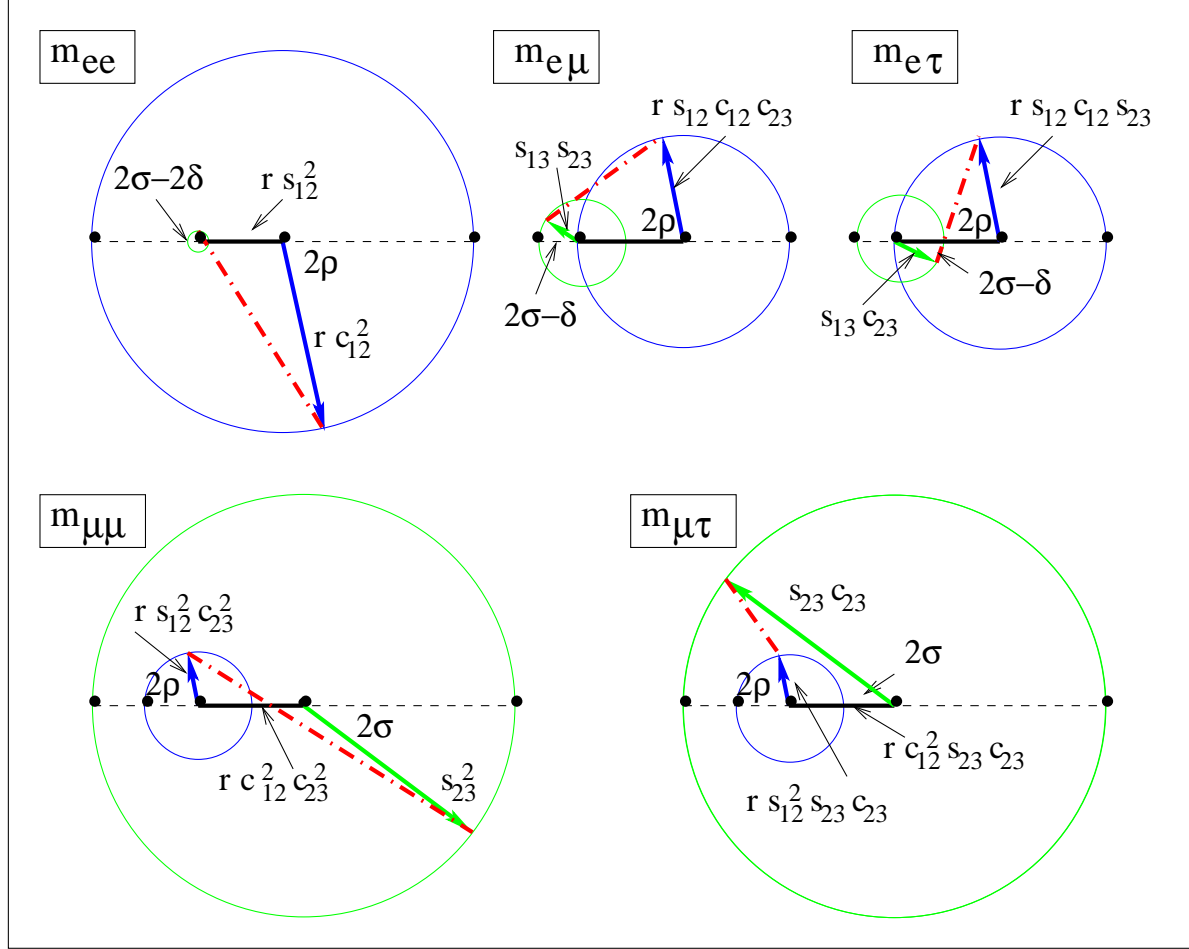 m_ee
2σ−2δ
r s_12^2
2ρ
r c_12^2
m_eμ
r s_12 c_12 c_23
s_13 s_23
2ρ
2σ−δ
m_eτ
r s_12 c_12 s_23
2ρ
2σ−δ
s_13 c_23
m_μμ
r s_12^2 c_23^2
2ρ
2σ
r c_12^2 c_23^2
s_23^2
m_μτ
s_23 c_23
2σ
2ρ
r c_12^2 s_23 c_23
r s_12^2 s_23 c_23